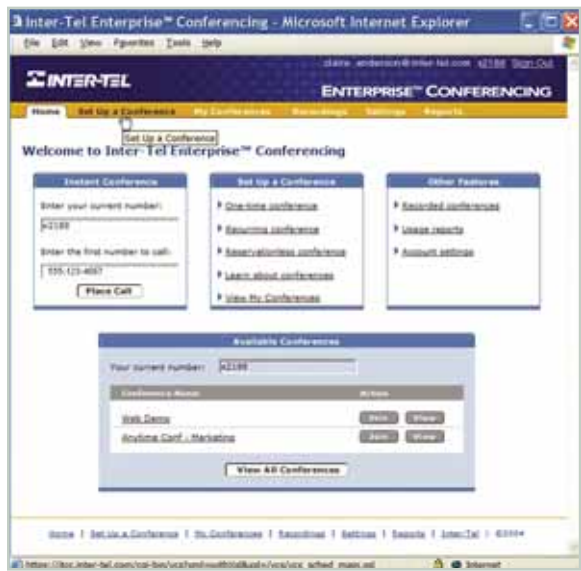 Inter-Tel Enterprise™ Conferencing - Microsoft Internet Explorer
File Edit View Favorites Tools Help
Sign Out
INTER-TEL
ENTERPRISE™ CONFERENCING
Home Set Up a Conference My Conferences Recordings Settings Reports
Set Up a Conference
Welcome to Inter-Tel Enterprise™ Conferencing
Instant Conference
Enter your current number:
x2188
Enter the first number to call:
555-123-4567
Place Call
Set Up a Conference
One-time conference
Recurring conference
Reservationless conference
Learn about conferences
View My Conferences
Other Features
Recorded conferences
Usage reports
Account settings
Available Conferences
Your current number: x2188
Conference Name Action
Web Demo Join View
Anytime Conf - Marketing Join View
View All Conferences
Home | Set Up a Conference | My Conferences | Recordings | Settings | Reports | Inter-Tel | ©2004
Internet